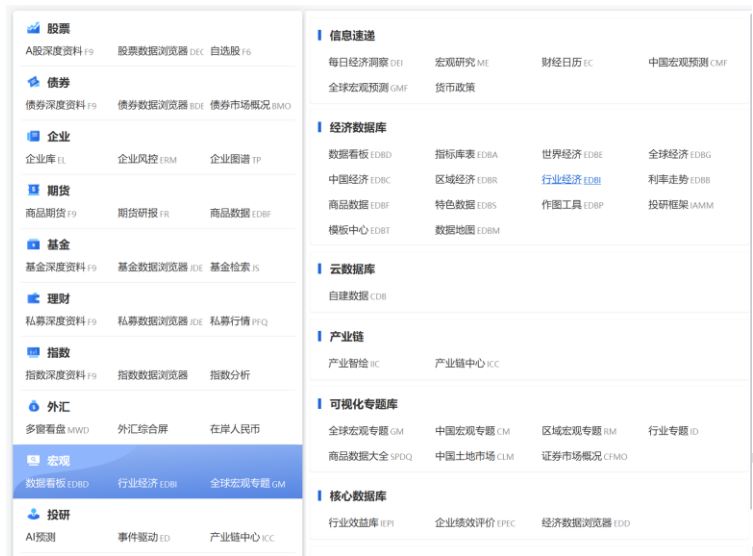 股票
A股深度资料 F9 股票数据浏览器 DEC 自选股 F6
债券
债券深度资料 F9 债券数据浏览器 BDE 债券市场概况 BMO
企业
企业库 EL 企业风控 ERM 企业图谱 TP
期货
商品期货 F9 期货研报 FR 商品数据 EDBF
基金
基金深度资料 F9 基金数据浏览器 JDE 基金检索 JS
理财
私募深度资料 F9 私募数据浏览器 JDE 私募行情 PFQ
指数
指数深度资料 F9 指数数据浏览器 指数分析
外汇
多窗看盘 MWD 外汇综合屏 在岸人民币
宏观
数据看板 EDBD 行业经济 EDBI 全球宏观专题 GM
投研
AI预测 事件驱动 ED 产业链中心 ICC
信息速递
每日经济洞察 DEI 宏观研究 ME 财经日历 EC 中国宏观预测 CMF
全球宏观预测 GMF 货币政策
经济数据库
数据看板 EDBD 指标库表 EDBA 世界经济 EDBE 全球经济 EDBG
中国经济 EDBC 区域经济 EDBR 行业经济 EDBI 利率走势 EDBB
商品数据 EDBF 特色数据 EDBS 作图工具 EDBP 投研框架 IAMM
模板中心 EDBT 数据地图 EDBM
云数据库
自建数据 CDB
产业链
产业智绘 IIC 产业链中心 ICC
可视化专题库
全球宏观专题 GM 中国宏观专题 CM 区域宏观专题 RM 行业专题 ID
商品数据大全 SPDQ 中国土地市场 CLM 证券市场概况 CFMO
核心数据库
行业效益库 IEPI 企业绩效评价 EPEC 经济数据浏览器 EDD